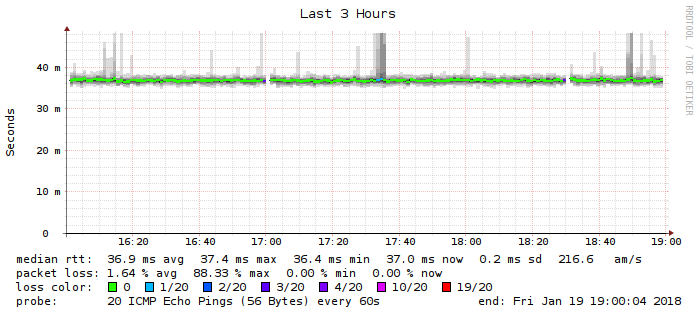 Last 3 Hours
RRDTOOL / TOBI OETIKER
Seconds
40 m
30 m
20 m
10 m
0
16:20 16:40 17:00 17:20 17:40 18:00 18:20 18:40 19:00
median rtt: 36.9 ms avg 37.4 ms max 36.4 ms min 37.0 ms now 0.2 ms sd 216.6 am/s
packet loss: 1.64 % avg 88.33 % max 0.00 % min 0.00 % now
loss color: 0 1/20 2/20 3/20 4/20 10/20 19/20
probe: 20 ICMP Echo Pings (56 Bytes) every 60s end: Fri Jan 19 19:00:04 2018